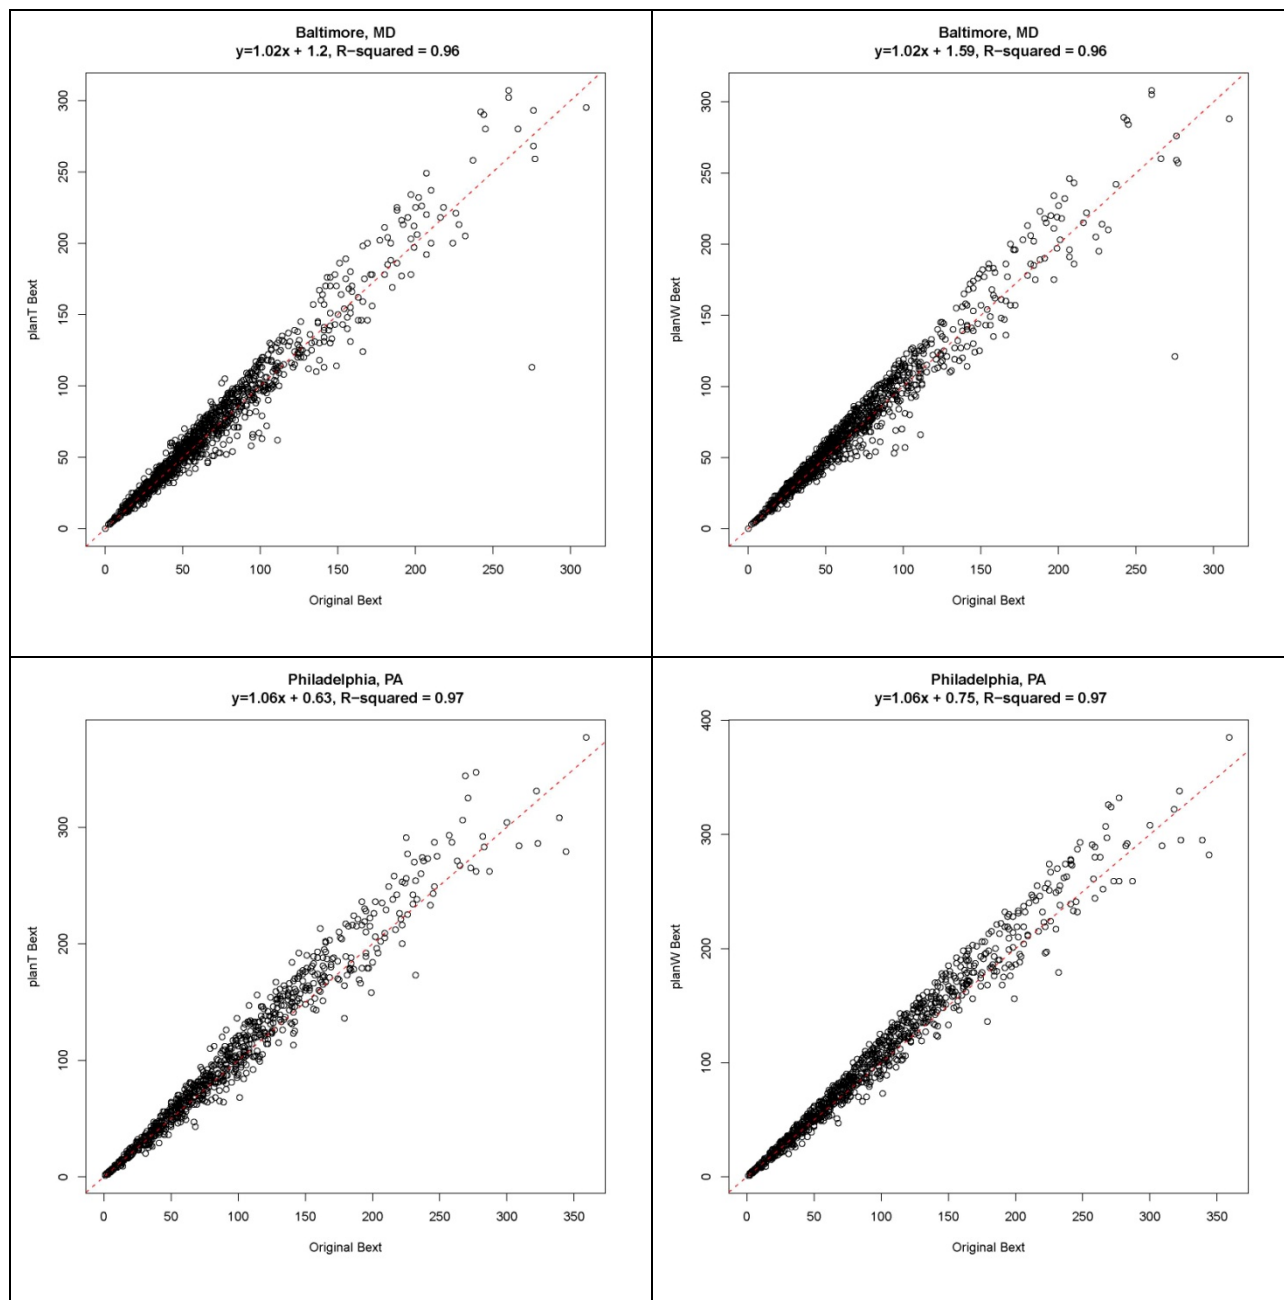 Baltimore, MD
y=1.02x + 1.2, R−squared = 0.96
planT Bext
300
250
200
150
100
50
0
0 50 100 150 200 250 300
Original Bext
Baltimore, MD
y=1.02x + 1.59, R−squared = 0.96
planW Bext
300
250
200
150
100
50
0
0 50 100 150 200 250 300
Original Bext
Philadelphia, PA
y=1.06x + 0.63, R−squared = 0.97
planT Bext
300
200
100
0
0 50 100 150 200 250 300 350
Original Bext
Philadelphia, PA
y=1.06x + 0.75, R−squared = 0.97
planW Bext
400
300
200
100
0
0 50 100 150 200 250 300 350
Original Bext